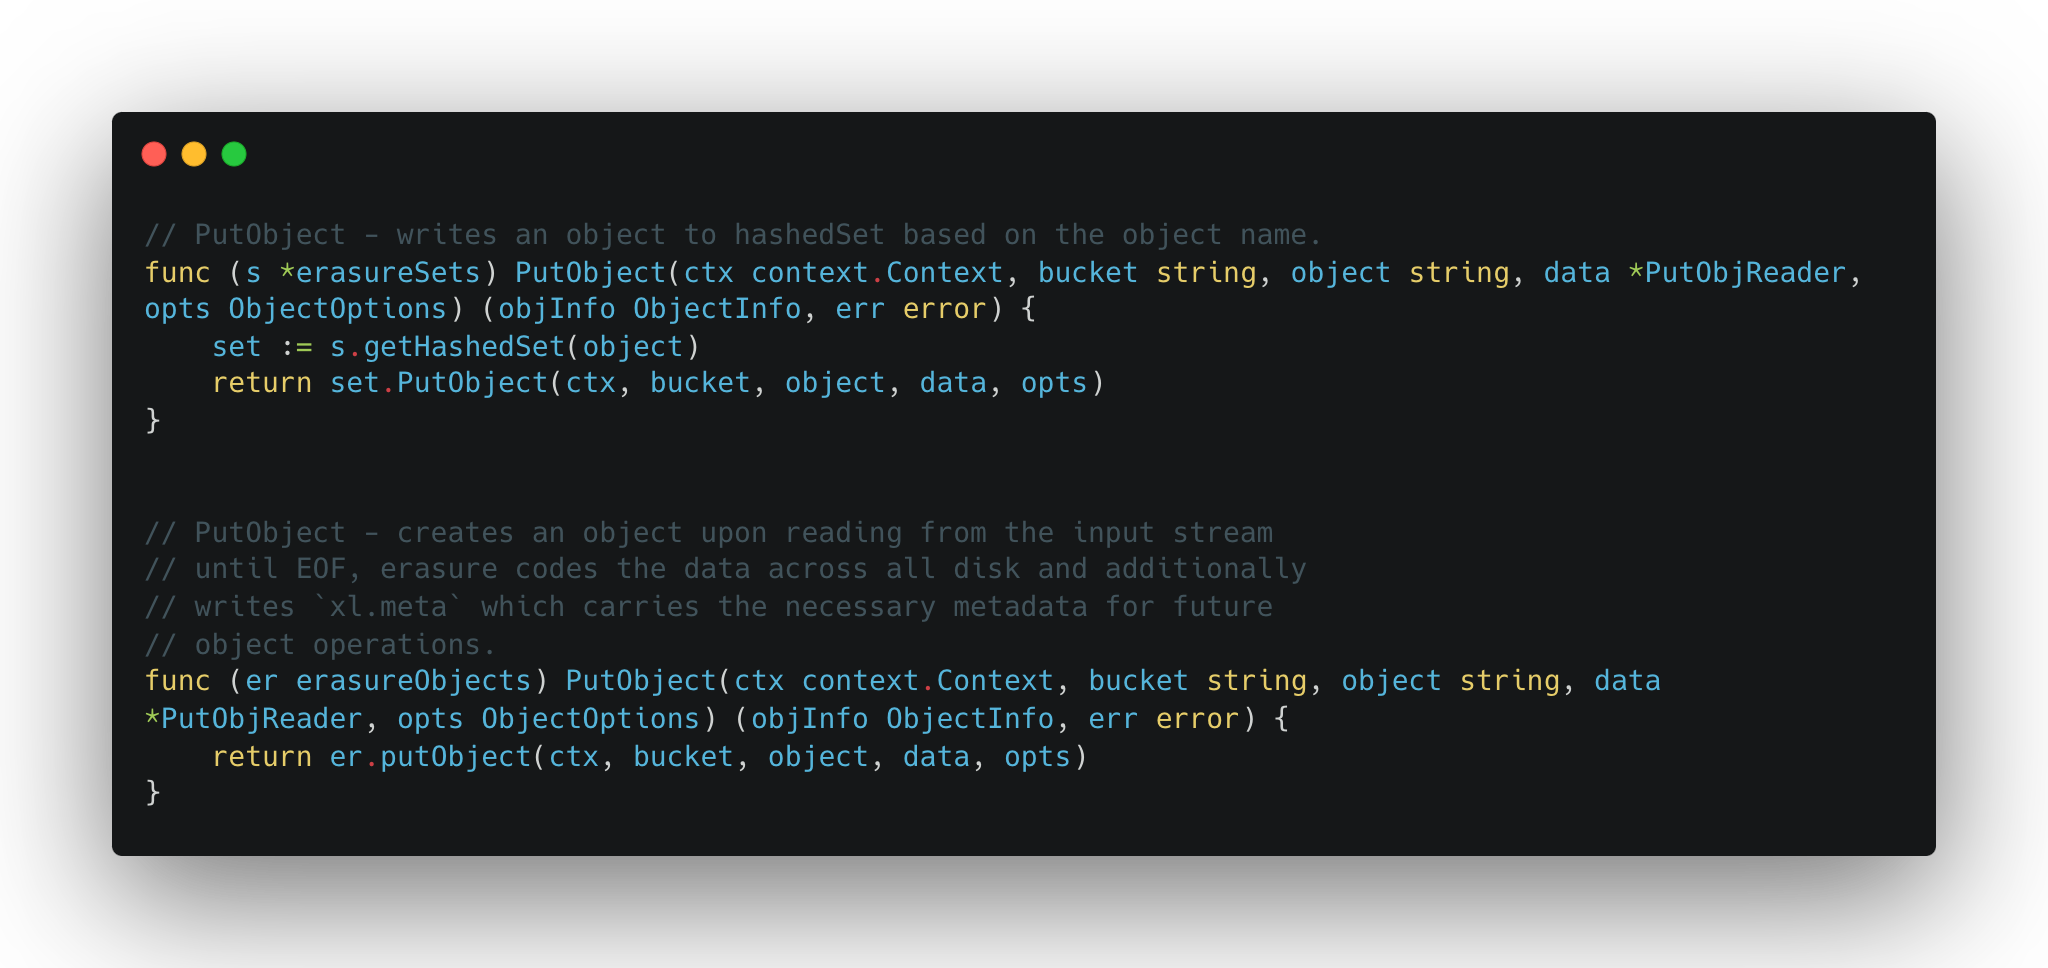 // PutObject - writes an object to hashedSet based on the object name.
func (s *erasureSets) PutObject(ctx context.Context, bucket string, object string, data *PutObjReader,
opts ObjectOptions) (objInfo ObjectInfo, err error) {
    set := s.getHashedSet(object)
    return set.PutObject(ctx, bucket, object, data, opts)
}
// PutObject - creates an object upon reading from the input stream
// until EOF, erasure codes the data across all disk and additionally
// writes `xl.meta` which carries the necessary metadata for future
// object operations.
func (er erasureObjects) PutObject(ctx context.Context, bucket string, object string, data
*PutObjReader, opts ObjectOptions) (objInfo ObjectInfo, err error) {
    return er.putObject(ctx, bucket, object, data, opts)
}